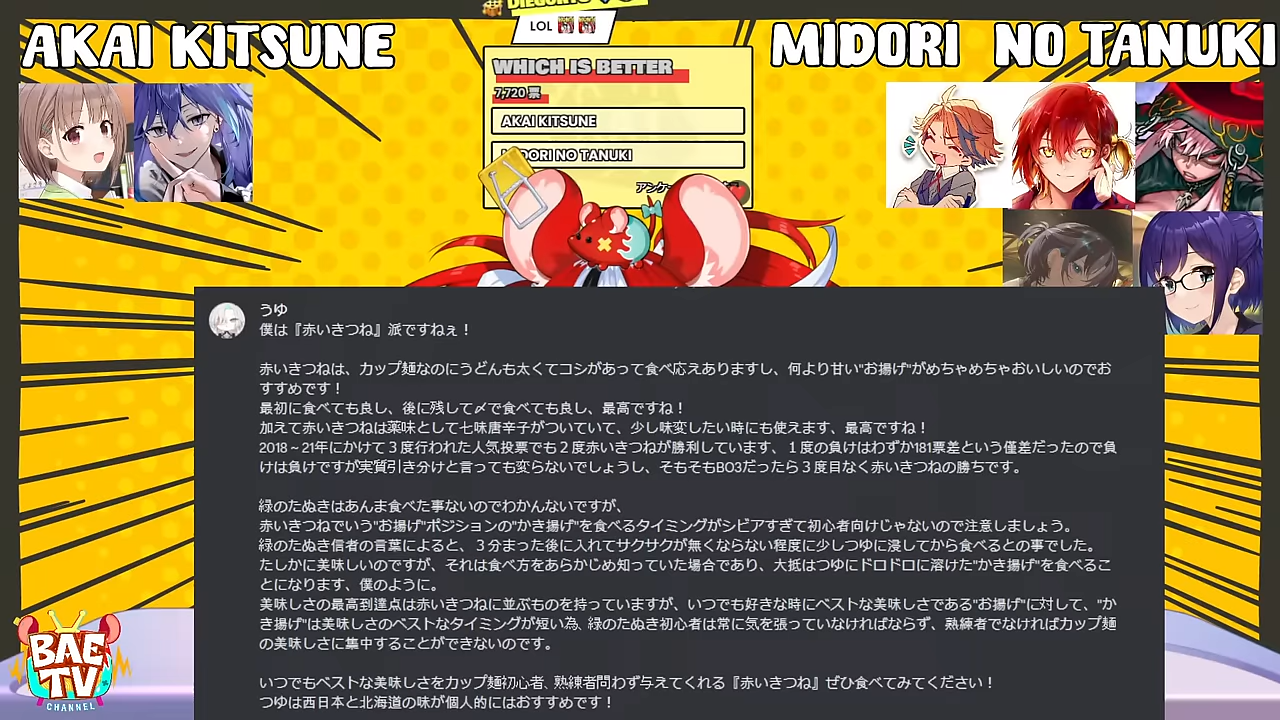 DIEGORTS
LOL
AKAI KITSUNE
MIDORI NO TANUKI
WHICH IS BETTER
7,720 票
AKAI KITSUNE
DORI NO TANUKI
アンケー
うゆ
僕は『赤いきつね』派ですねぇ！
赤いきつねは、カップ麺なのにうどんも太くてコシがあって食べ応えありますし、何より甘い"お揚げ"がめちゃめちゃおいしいのでお
すすめです！
最初に食べても良し、後に残して〆で食べても良し、最高ですね！
加えて赤いきつねは薬味として七味唐辛子がついていて、少し味変したい時にも使えます、最高ですね！
2018～21年にかけて３度行われた人気投票でも２度赤いきつねが勝利しています、１度の負けはわずか181票差という僅差だったので負
けは負けですが実質引き分けと言っても変らないでしょうし、そもそもBO3だったら３度目なく赤いきつねの勝ちです。
緑のたぬきはあんま食べた事ないのでわかんないですが、
赤いきつねでいう"お揚げ"ポジションの"かき揚げ"を食べるタイミングがシビアすぎて初心者向けじゃないので注意しましょう。
緑のたぬき信者の言葉によると、３分まった後に入れてサクサクが無くならない程度に少しつゆに浸してから食べるとの事でした。
たしかに美味しいのですが、それは食べ方をあらかじめ知っていた場合であり、大抵はつゆにドロドロに溶けた"かき揚げ"を食べるこ
とになります、僕のように。
美味しさの最高到達点は赤いきつねに並ぶものを持っていますが、いつでも好きな時にベストな美味しさである"お揚げ"に対して、"か
き揚げ"は美味しさのベストなタイミングが短い為、緑のたぬき初心者は常に気を張っていなければならず、熟練者でなければカップ麺
の美味しさに集中することができないのです。
いつでもベストな美味しさをカップ麺初心者、熟練者問わず与えてくれる『赤いきつね』ぜひ食べてみてください！
つゆは西日本と北海道の味が個人的にはおすすめです！
BAE
TV
CHANNEL